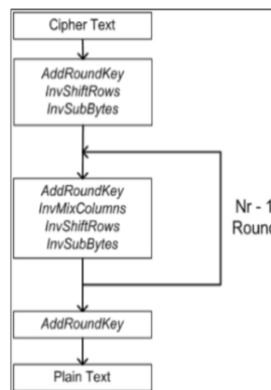 Cipher Text
AddRoundKey
InvShiftRows
InvSubBytes
AddRoundKey
InvMixColumns
InvShiftRows
InvSubBytes
Nr - 1
Round
AddRoundKey
Plain Text